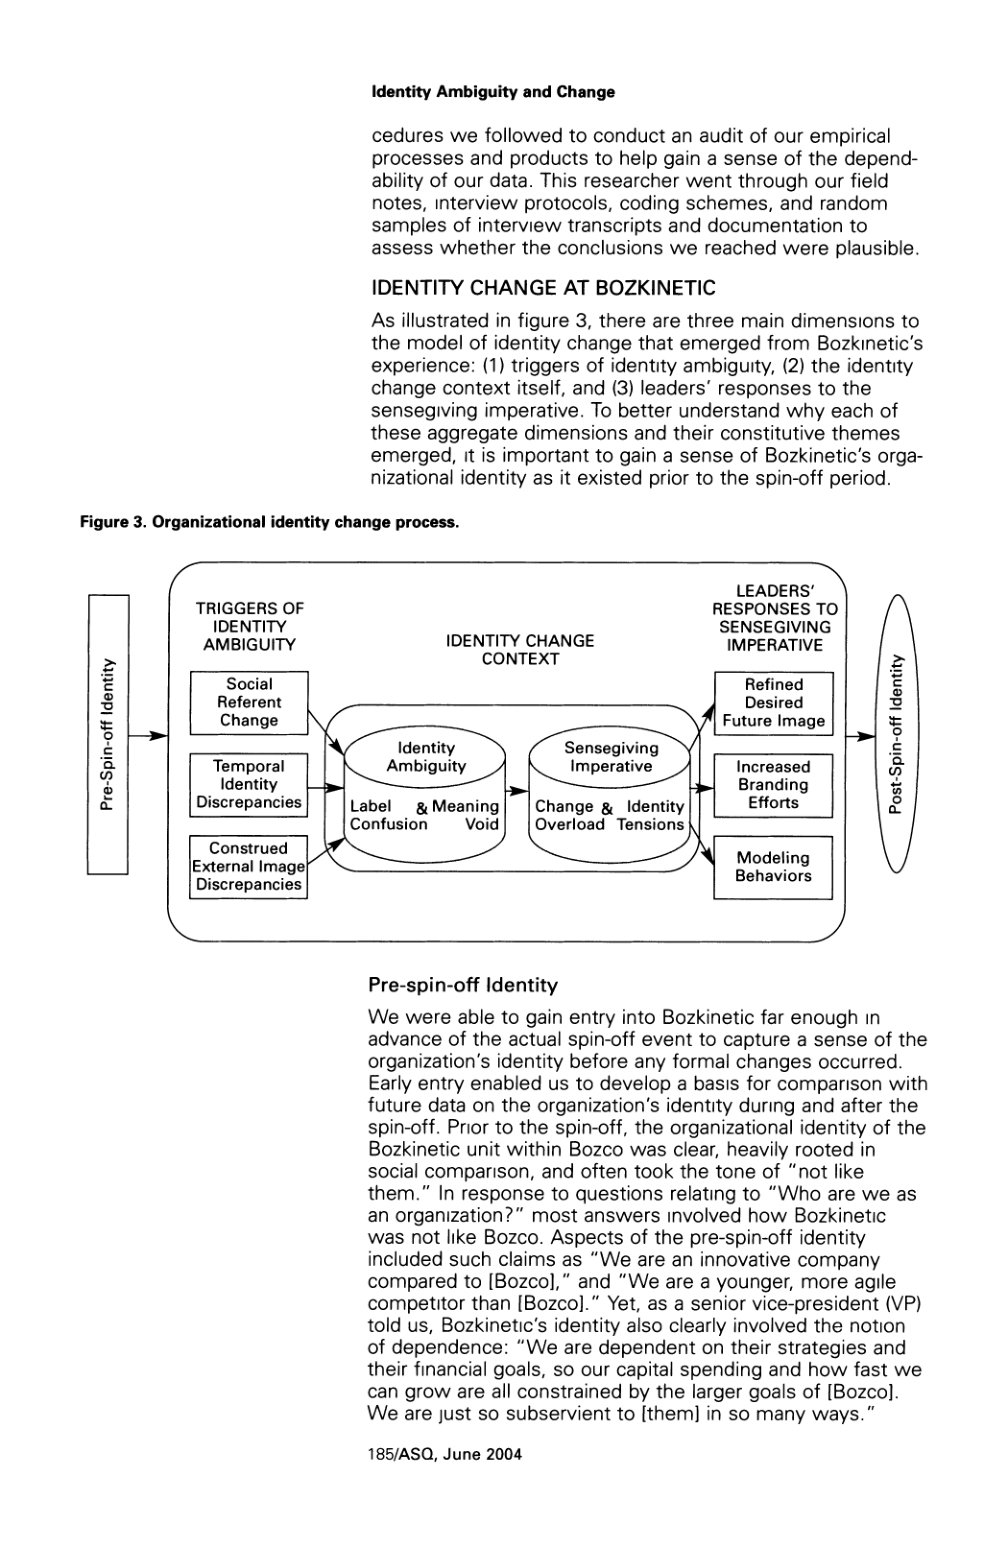 Identity Ambiguity and Change
cedures we followed to conduct an audit of our empirical
processes and products to help gain a sense of the depend-
ability of our data. This researcher went through our field
notes, interview protocols, coding schemes, and random
samples of interview transcripts and documentation to
assess whether the conclusions we reached were plausible.
IDENTITY CHANGE AT BOZKINETIC
As illustrated in figure 3, there are three main dimensions to
the model of identity change that emerged from Bozkinetic's
experience: (1) triggers of identity ambiguity, (2) the identity
change context itself, and (3) leaders' responses to the
sensegiving imperative. To better understand why each of
these aggregate dimensions and their constitutive themes
emerged, it is important to gain a sense of Bozkinetic's orga-
nizational identity as it existed prior to the spin-off period.
Figure 3. Organizational identity change process.
Pre-Spin-off Identity
TRIGGERS OF
IDENTITY
AMBIGUITY
Social
Referent
Change
Temporal
Identity
Discrepancies
Construed
External Image
Discrepancies
IDENTITY CHANGE
CONTEXT
Identity
Ambiguity
Label & Meaning
Confusion Void
Sensegiving
Imperative
Change & Identity
Overload Tensions
LEADERS'
RESPONSES TO
SENSEGIVING
IMPERATIVE
Refined
Desired
Future Image
Increased
Branding
Efforts
Modeling
Behaviors
Post-Spin-off Identity
Pre-spin-off Identity
We were able to gain entry into Bozkinetic far enough in
advance of the actual spin-off event to capture a sense of the
organization's identity before any formal changes occurred.
Early entry enabled us to develop a basis for comparison with
future data on the organization's identity during and after the
spin-off. Prior to the spin-off, the organizational identity of the
Bozkinetic unit within Bozco was clear, heavily rooted in
social comparison, and often took the tone of "not like
them." In response to questions relating to "Who are we as
an organization?" most answers involved how Bozkinetic
was not like Bozco. Aspects of the pre-spin-off identity
included such claims as "We are an innovative company
compared to [Bozco]," and "We are a younger, more agile
competitor than [Bozco]." Yet, as a senior vice-president (VP)
told us, Bozkinetic's identity also clearly involved the notion
of dependence: "We are dependent on their strategies and
their financial goals, so our capital spending and how fast we
can grow are all constrained by the larger goals of [Bozco].
We are just so subservient to [them] in so many ways."
185/ASQ, June 2004